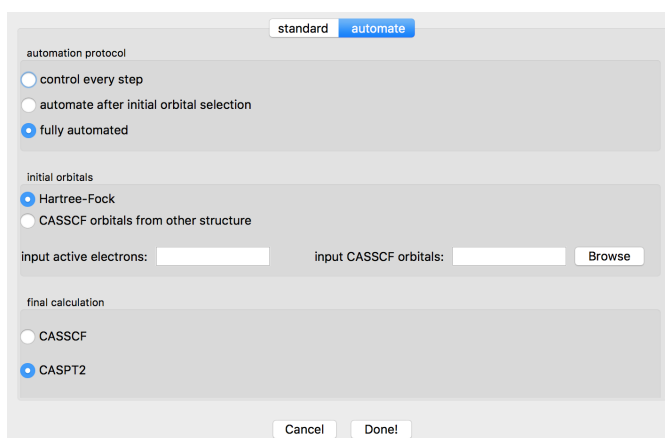 standard automate
automation protocol
control every step
automate after initial orbital selection
fully automated
initial orbitals
Hartree-Fock
CASSCF orbitals from other structure
input active electrons: input CASSCF orbitals: Browse
final calculation
CASSCF
CASPT2
Cancel Done!